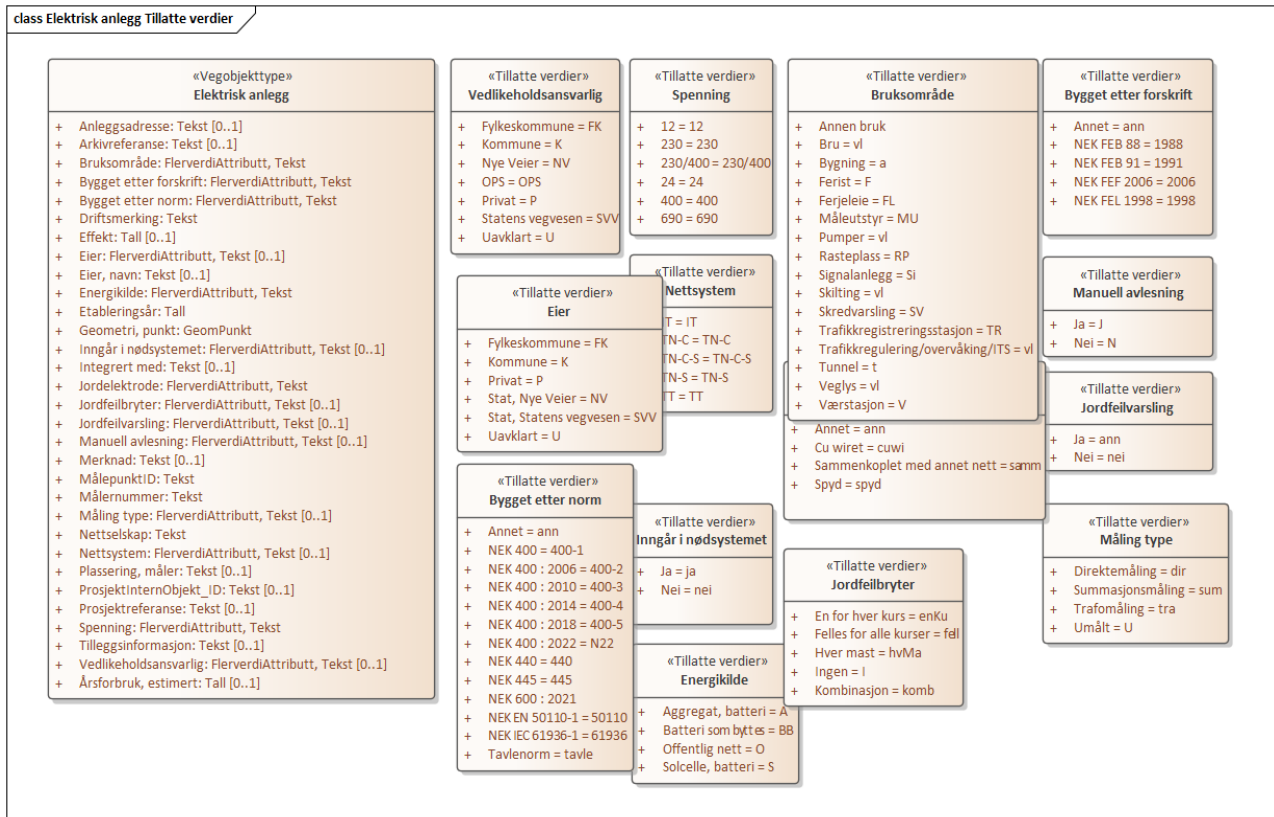 class Elektrisk anlegg Tillatte verdier
«Vegobjekttype»
Elektrisk anlegg
+ Anleggsadresse: Tekst [0..1]
+ Arkivreferanse: Tekst [0..1]
+ Bruksområde: FlerverdiAttributt, Tekst
+ Bygget etter forskrift: FlerverdiAttributt, Tekst
+ Bygget etter norm: FlerverdiAttributt, Tekst
+ Driftsmerking: Tekst
+ Effekt: Tall [0..1]
+ Eier: FlerverdiAttributt, Tekst [0..1]
+ Eier, navn: Tekst [0..1]
+ Energikilde: FlerverdiAttributt, Tekst
+ Etableringsår: Tall
+ Geometri, punkt: GeomPunkt
+ Inngår i nødsystemet: FlerverdiAttributt, Tekst [0..1]
+ Integrert med: Tekst [0..1]
+ Jordelektrode: FlerverdiAttributt, Tekst
+ Jordfeilbryter: FlerverdiAttributt, Tekst [0..1]
+ Jordfeilvarsling: FlerverdiAttributt, Tekst [0..1]
+ Manuell avlesning: FlerverdiAttributt, Tekst [0..1]
+ Merknad: Tekst [0..1]
+ MålepunktID: Tekst
+ Målernummer: Tekst
+ Måling type: FlerverdiAttributt, Tekst [0..1]
+ Nettselskap: Tekst
+ Nettsystem: FlerverdiAttributt, Tekst [0..1]
+ Plassering, måler: Tekst [0..1]
+ ProsjektInternObjekt_ID: Tekst [0..1]
+ Prosjektreferanse: Tekst [0..1]
+ Spenning: FlerverdiAttributt, Tekst
+ Tilleggsinformasjon: Tekst [0..1]
+ Vedlikeholdsansvarlig: FlerverdiAttributt, Tekst [0..1]
+ Årsforbruk, estimert: Tall [0..1]
«Tillatte verdier»
Vedlikeholdsansvarlig
+ Fylkeskommune = FK
+ Kommune = K
+ Nye Veier = NV
+ OPS = OPS
+ Privat = P
+ Statens vegvesen = SVV
+ Uavklart = U
«Tillatte verdier»
Spenning
+ 12 = 12
+ 230 = 230
+ 230/400 = 230/400
+ 24 = 24
+ 400 = 400
+ 690 = 690
«Tillatte verdier»
Bruksområde
+ Annen bruk
+ Bru = vl
+ Bygning = a
+ Ferist = F
+ Ferjeleie = FL
+ Måleutstyr = MU
+ Pumper = vl
+ Rasteplass = RP
+ Signalanlegg = Si
+ Skilting = vl
+ Skredvarsling = SV
+ Trafikkregistreringsstasjon = TR
+ Trafikkregulering/overvåking/ITS = vl
+ Tunnel = t
+ Veglys = vl
+ Værstasjon = V
«Tillatte verdier»
Bygget etter forskrift
+ Annet = ann
+ NEK FEB 88 = 1988
+ NEK FEB 91 = 1991
+ NEK FEF 2006 = 2006
+ NEK FEL 1998 = 1998
«Tillatte verdier»
Eier
+ Fylkeskommune = FK
+ Kommune = K
+ Privat = P
+ Stat, Nye Veier = NV
+ Stat, Statens vegvesen = SVV
+ Uavklart = U
«Tillatte verdier»
Nettsystem
IT = IT
TN-C = TN-C
TN-C-S = TN-C-S
TN-S = TN-S
TT = TT
«Tillatte verdier»
Manuell avlesning
+ Ja = J
+ Nei = N
+ Annet = ann
+ Cu wiret = cuwi
+ Sammenkoplet med annet nett = samm
+ Spyd = spyd
«Tillatte verdier»
Jordfeilvarsling
+ Ja = ann
+ Nei = nei
«Tillatte verdier»
Bygget etter norm
+ Annet = ann
+ NEK 400 = 400-1
+ NEK 400 : 2006 = 400-2
+ NEK 400 : 2010 = 400-3
+ NEK 400 : 2014 = 400-4
+ NEK 400 : 2018 = 400-5
+ NEK 400 : 2022 = N22
+ NEK 440 = 440
+ NEK 445 = 445
+ NEK 600 : 2021
+ NEK EN 50110-1 = 50110
+ NEK IEC 61936-1 = 61936
+ Tavlenorm = tavle
«Tillatte verdier»
Inngår i nødsystemet
+ Ja = ja
+ Nei = nei
«Tillatte verdier»
Energikilde
+ Aggregat, batteri = A
+ Batteri som byttes = BB
+ Offentlig nett = O
+ Solcelle, batteri = S
«Tillatte verdier»
Jordfeilbryter
+ En for hver kurs = enKu
+ Felles for alle kurser = fell
+ Hver mast = hvMa
+ Ingen = I
+ Kombinasjon = komb
«Tillatte verdier»
Måling type
+ Direktemåling = dir
+ Summasjonsmåling = sum
+ Trafomåling = tra
+ Umålt = U